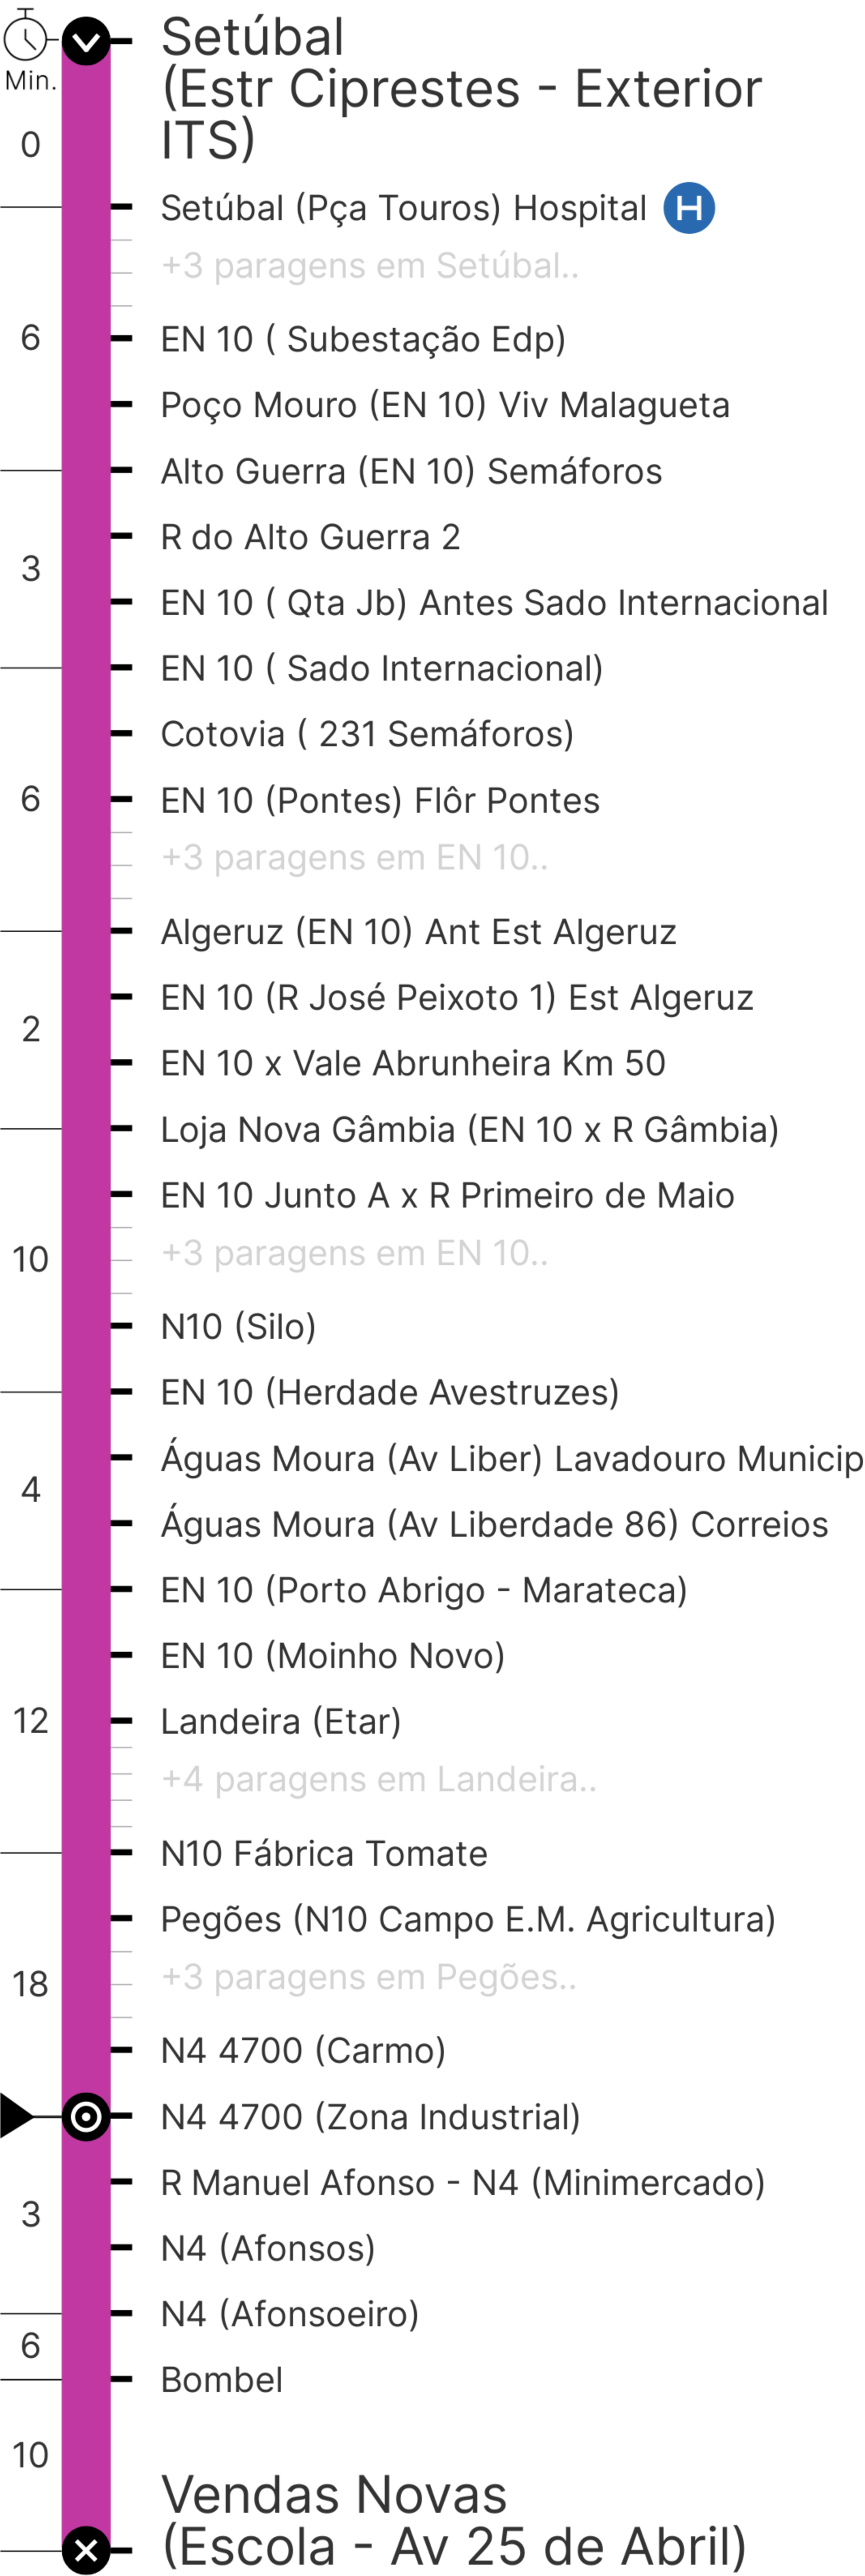 Setúbal
(Estr Ciprestes - Exterior
ITS)
Min.
0
Setúbal (Pça Touros) Hospital H
+3 paragens em Setúbal..
6
EN 10 ( Subestação Edp)
Poço Mouro (EN 10) Viv Malagueta
Alto Guerra (EN 10) Semáforos
R do Alto Guerra 2
3
EN 10 ( Qta Jb) Antes Sado Internacional
EN 10 ( Sado Internacional)
Cotovia ( 231 Semáforos)
6
EN 10 (Pontes) Flôr Pontes
+3 paragens em EN 10..
Algeruz (EN 10) Ant Est Algeruz
EN 10 (R José Peixoto 1) Est Algeruz
2
EN 10 x Vale Abrunheira Km 50
Loja Nova Gâmbia (EN 10 x R Gâmbia)
EN 10 Junto A x R Primeiro de Maio
10
+3 paragens em EN 10..
N10 (Silo)
EN 10 (Herdade Avestruzes)
Águas Moura (Av Liber) Lavadouro Municip
4
Águas Moura (Av Liberdade 86) Correios
EN 10 (Porto Abrigo - Marateca)
EN 10 (Moinho Novo)
12
Landeira (Etar)
+4 paragens em Landeira..
N10 Fábrica Tomate
Pegões (N10 Campo E.M. Agricultura)
18
+3 paragens em Pegões..
N4 4700 (Carmo)
N4 4700 (Zona Industrial)
R Manuel Afonso - N4 (Minimercado)
3
N4 (Afonsos)
N4 (Afonsoeiro)
6
Bombel
10
Vendas Novas
(Escola - Av 25 de Abril)